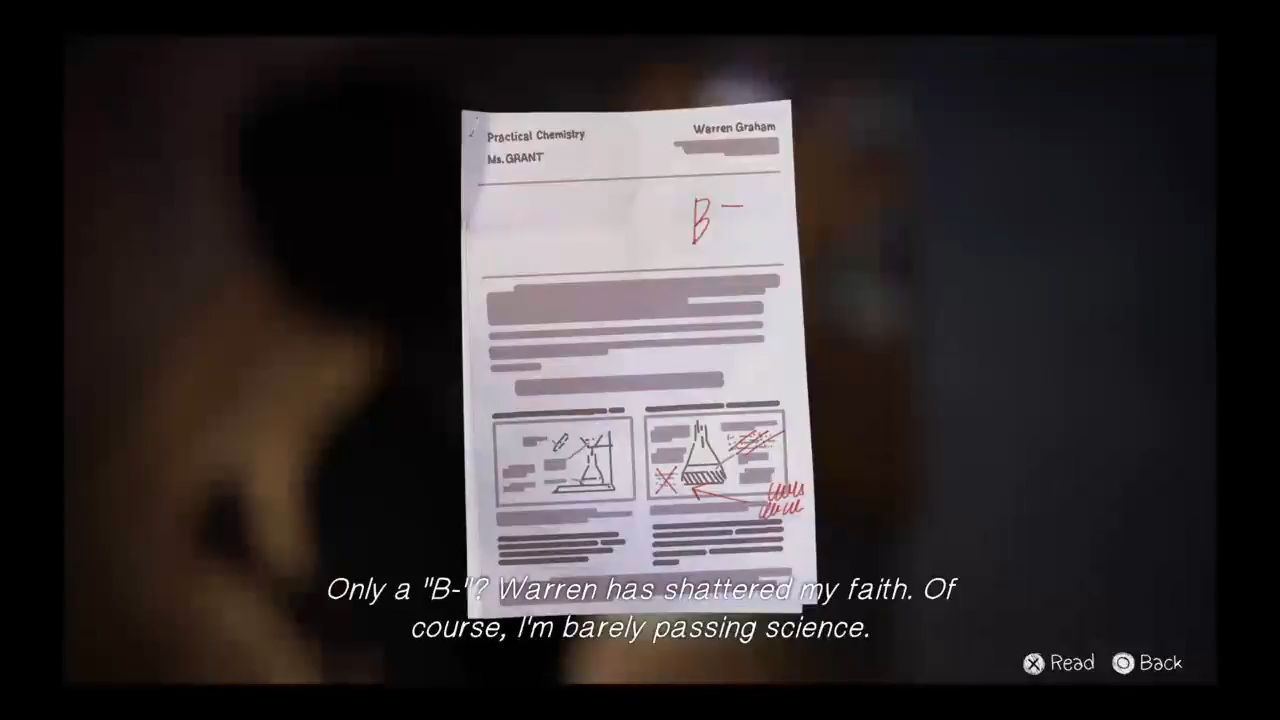 Practical Chemistry
Warren Graham
Ms. GRANT
B-
Only a "B-"? Warren has shattered my faith. Of
course, I'm barely passing science.
Read
Back